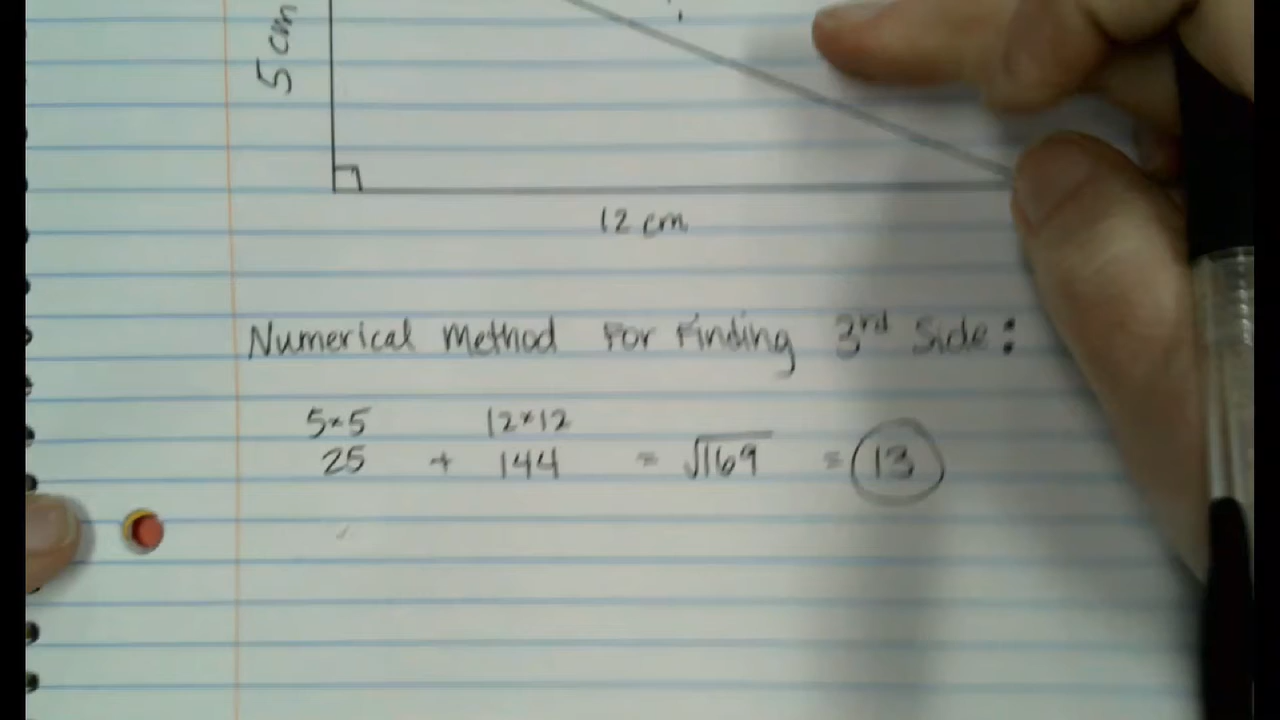 5 cm
12 cm
Numerical Method For Finding 3rd Side:
5×5 12×12
25 + 144 = √169 = 13